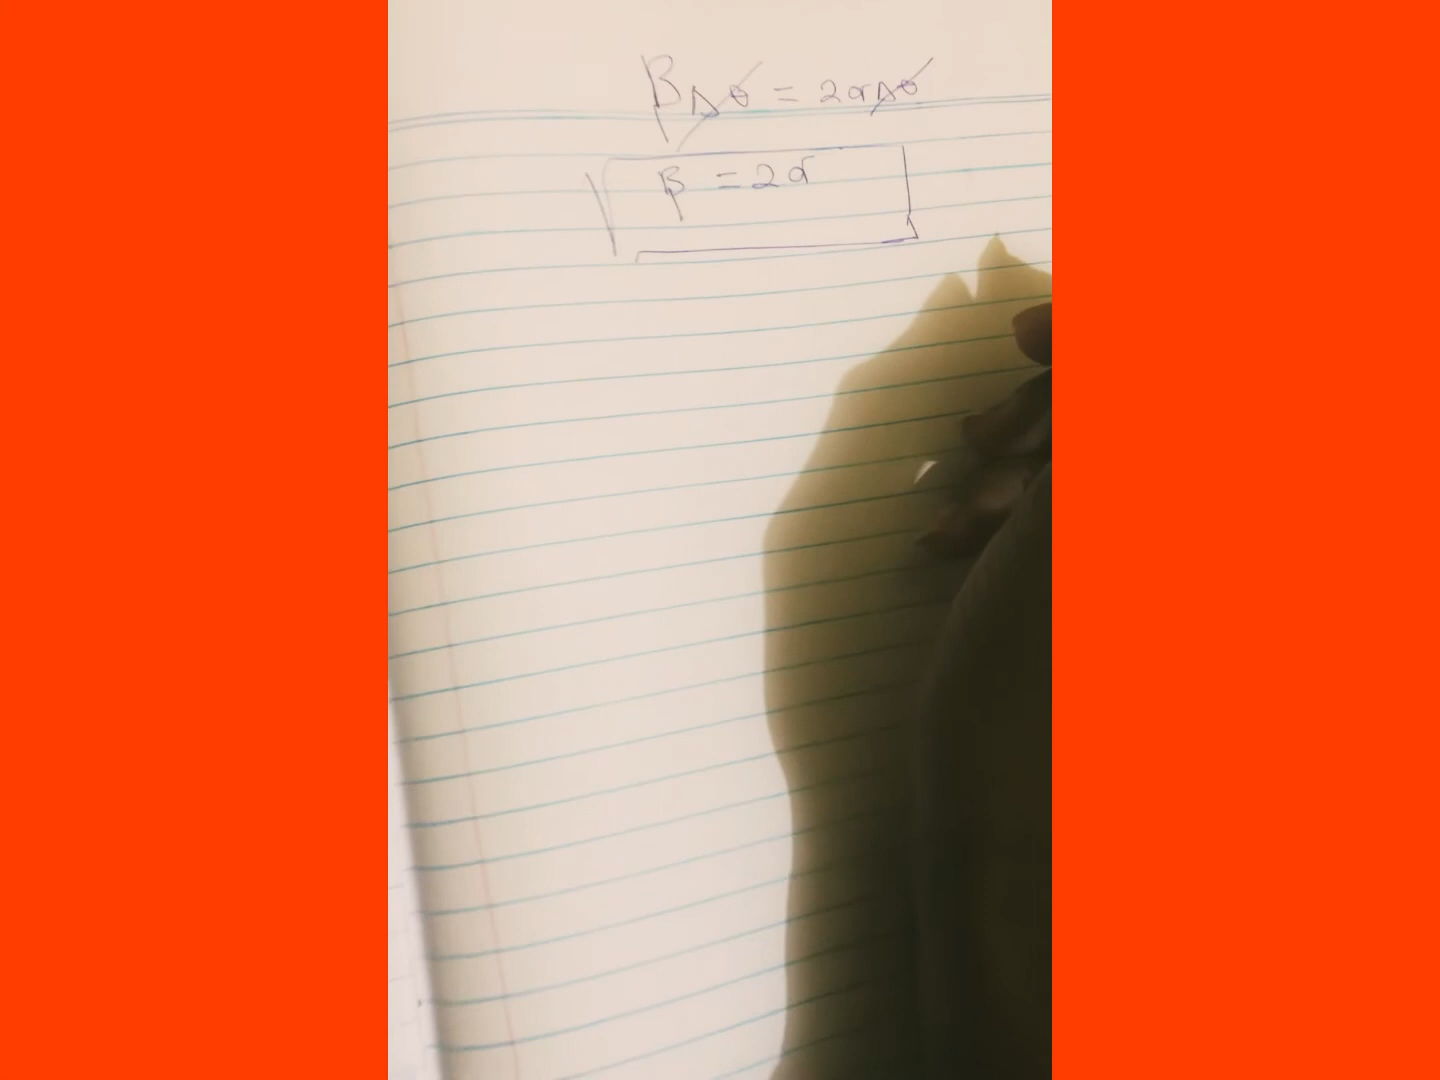 βΔθ = 2αΔθ
β = 2α